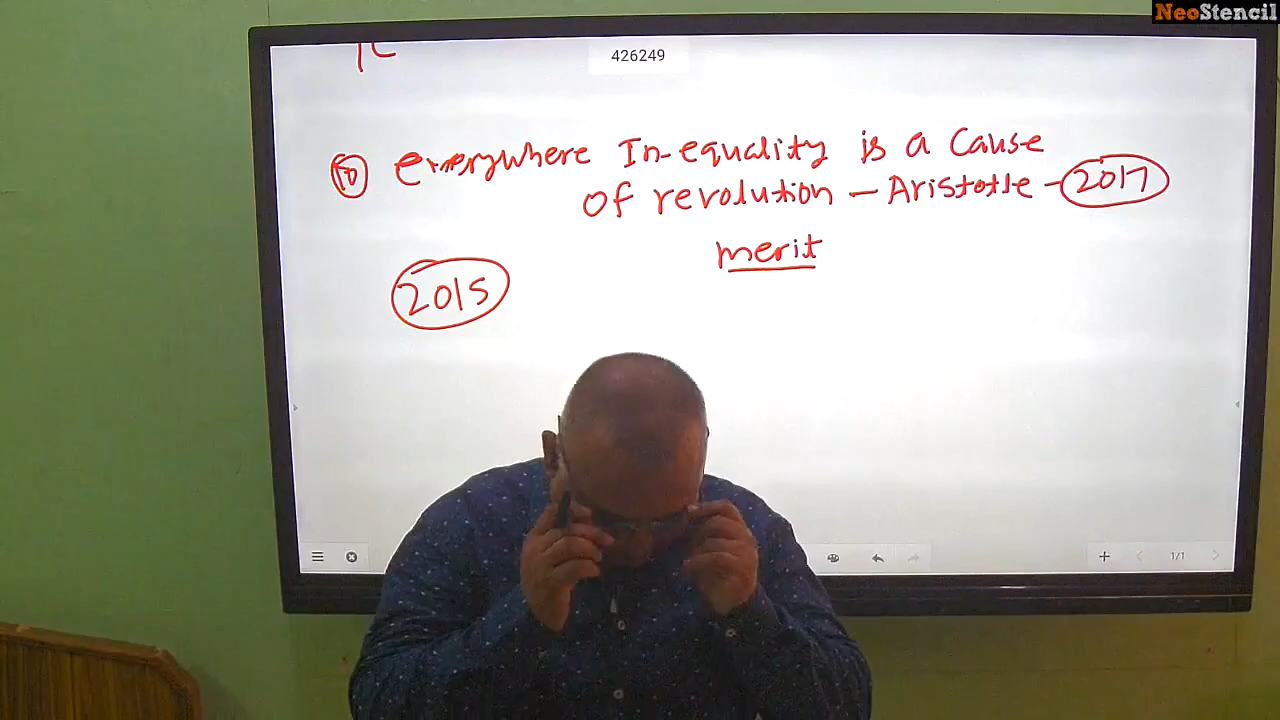 NeoStencil
426249
10 everywhere In-equality is a cause
of revolution - Aristotle - 2017
merit
2015
1/1